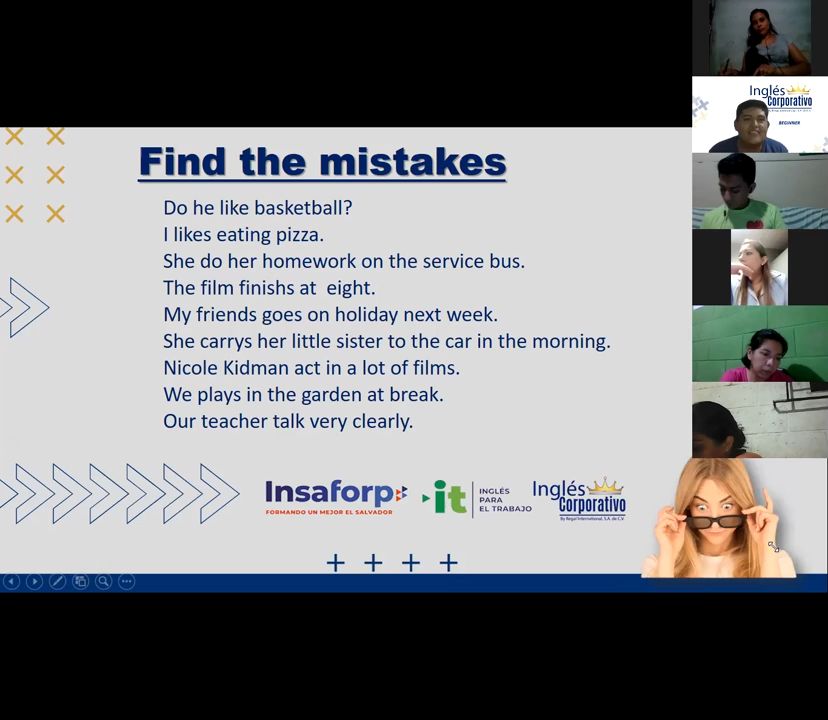 Inglés
Corporativo
BEGINNER
Find the mistakes
Do he like basketball?
I likes eating pizza.
She do her homework on the service bus.
The film finishs at eight.
My friends goes on holiday next week.
She carrys her little sister to the car in the morning.
Nicole Kidman act in a lot of films.
We plays in the garden at break.
Our teacher talk very clearly.
Insaforp
FORMANDO UN MEJOR EL SALVADOR
it
INGLÉS
PARA
EL TRABAJO
Inglés
Corporativo
By Regal International, S.A. de C.V.